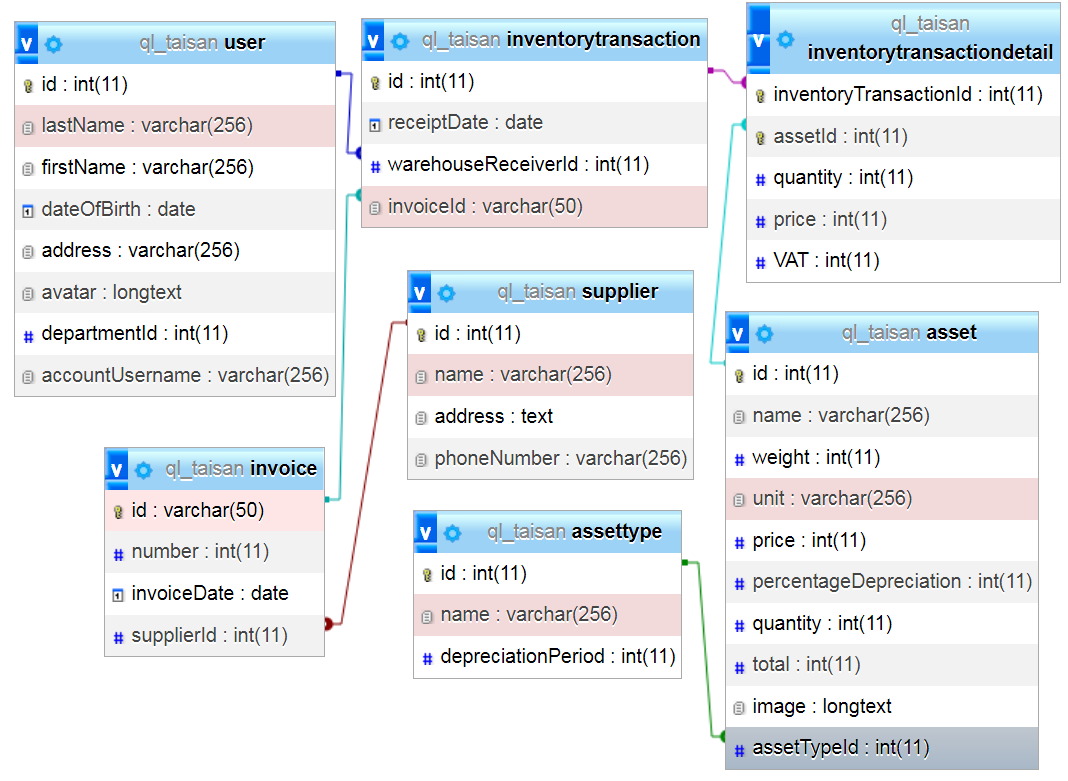 v ql_taisan user
id : int(11)
lastName : varchar(256)
firstName : varchar(256)
dateOfBirth : date
address : varchar(256)
avatar : longtext
# departmentId : int(11)
accountUsername : varchar(256)
v ql_taisan inventorytransaction
id : int(11)
receiptDate : date
# warehouseReceiverId : int(11)
invoiceId : varchar(50)
v ql_taisan
inventorytransactiondetail
inventoryTransactionId : int(11)
assetId : int(11)
# quantity : int(11)
# price : int(11)
# VAT : int(11)
v ql_taisan supplier
id : int(11)
name : varchar(256)
address : text
phoneNumber : varchar(256)
v ql_taisan asset
id : int(11)
name : varchar(256)
# weight : int(11)
unit : varchar(256)
# price : int(11)
# percentageDepreciation : int(11)
# quantity : int(11)
# total : int(11)
image : longtext
# assetTypeId : int(11)
v ql_taisan invoice
id : varchar(50)
# number : int(11)
invoiceDate : date
# supplierId : int(11)
v ql_taisan assettype
id : int(11)
name : varchar(256)
# depreciationPeriod : int(11)